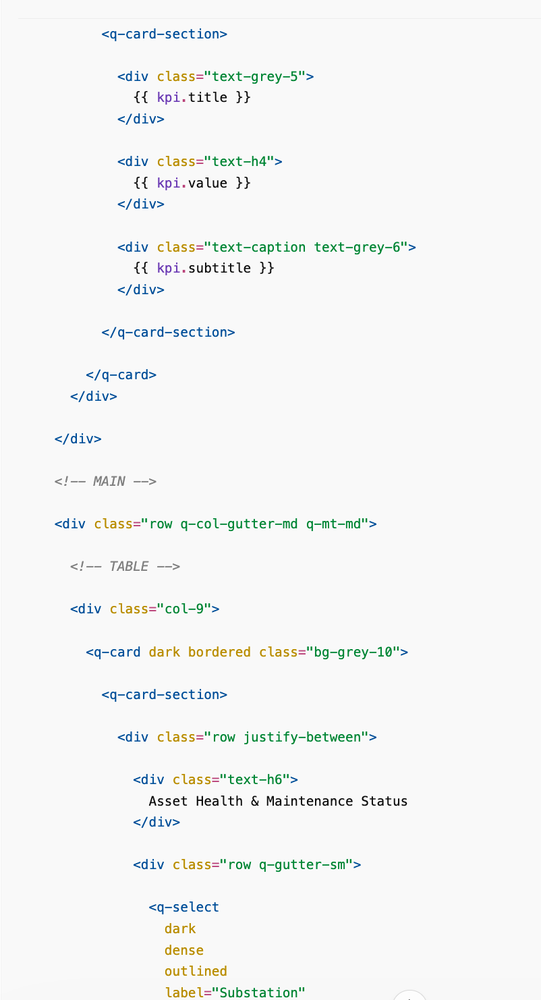 <q-card-section>
<div class="text-grey-5">
{{ kpi.title }}
</div>
<div class="text-h4">
{{ kpi.value }}
</div>
<div class="text-caption text-grey-6">
{{ kpi.subtitle }}
</div>
</q-card-section>
</q-card>
</div>
</div>
<!-- MAIN -->
<div class="row q-col-gutter-md q-mt-md">
<!-- TABLE -->
<div class="col-9">
<q-card dark bordered class="bg-grey-10">
<q-card-section>
<div class="row justify-between">
<div class="text-h6">
Asset Health & Maintenance Status
</div>
<div class="row q-gutter-sm">
<q-select
dark
dense
outlined
label="Substation"